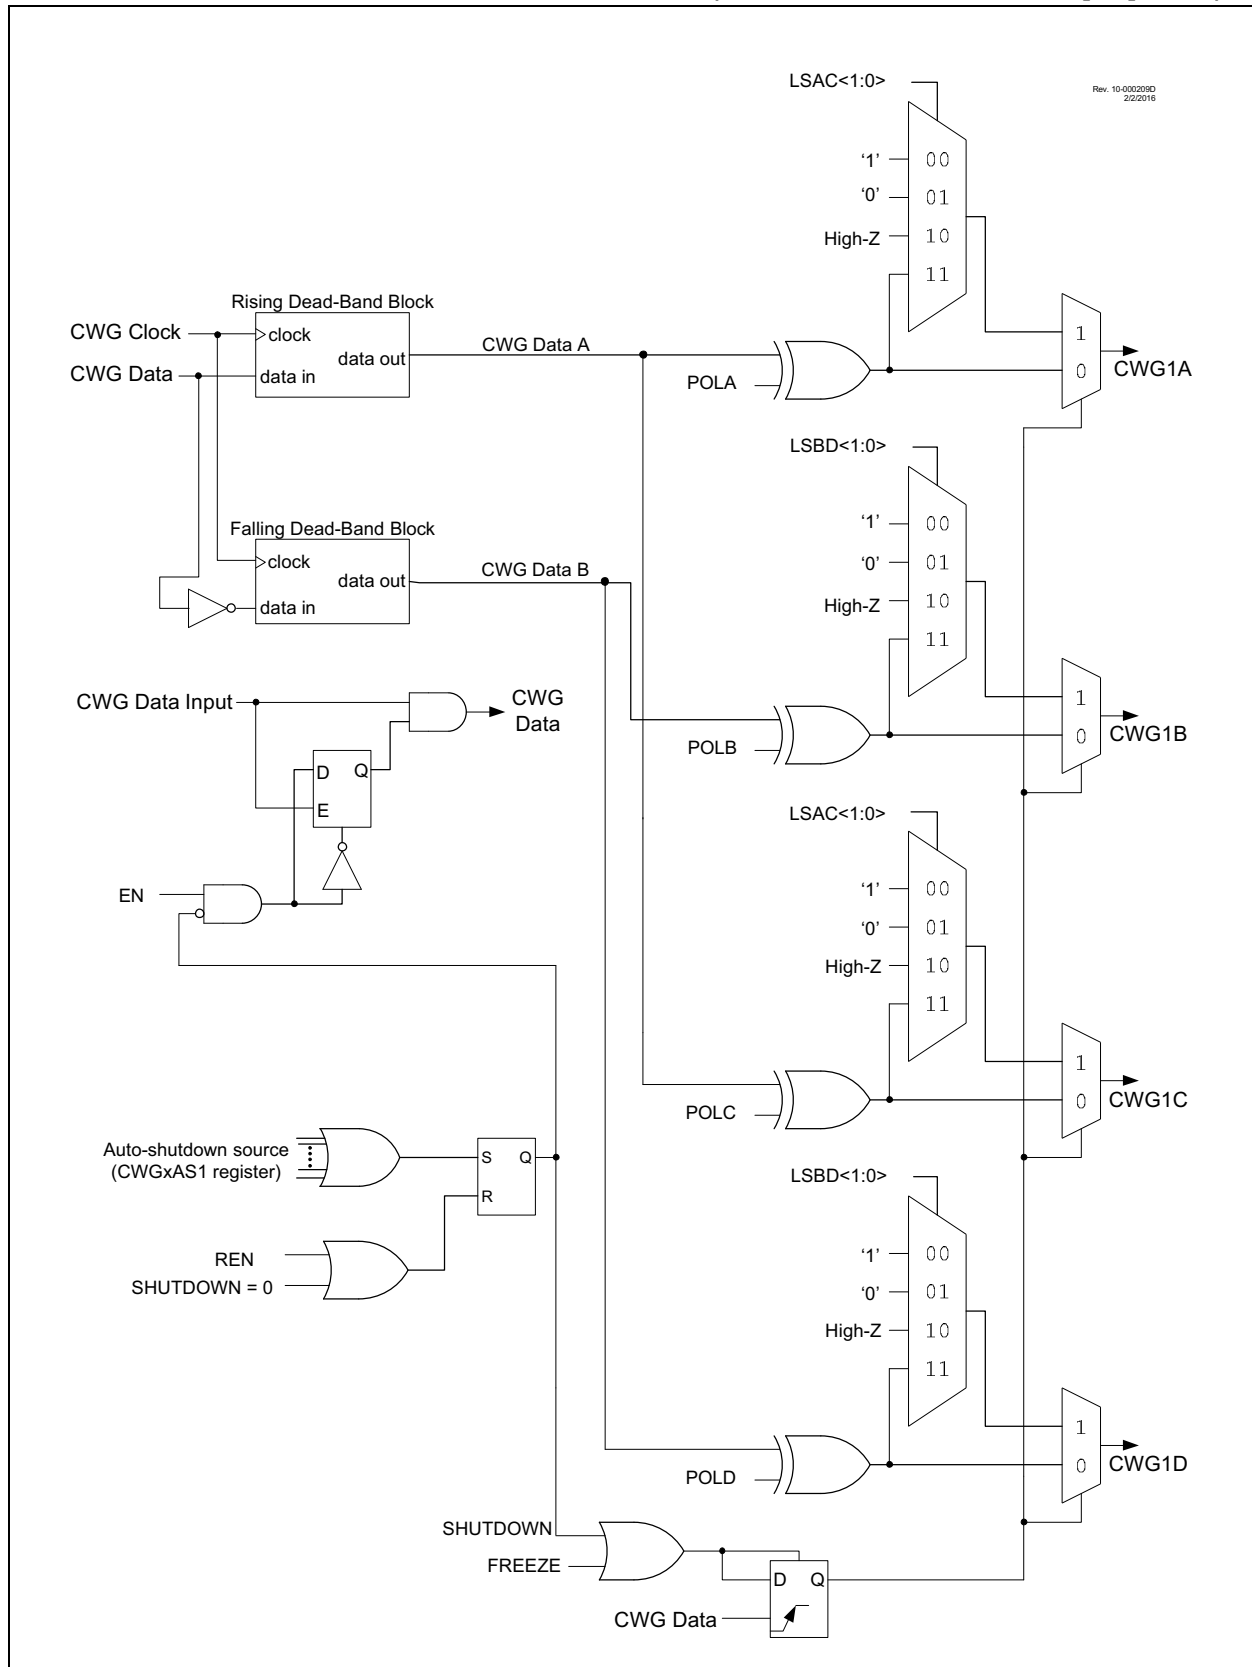 LSAC<1:0>
Rev. 10-000209D
2/2/2016
‘1’ 00
‘0’ 01
High-Z 10
11
Rising Dead-Band Block
CWG Clock
clock
data out
CWG Data
data in
CWG Data A
POLA
1
0
CWG1A
LSBD<1:0>
‘1’ 00
‘0’ 01
High-Z 10
11
Falling Dead-Band Block
clock
data out
data in
CWG Data B
POLB
1
0
CWG1B
CWG Data Input
CWG
Data
D Q
E
EN
LSAC<1:0>
‘1’ 00
‘0’ 01
High-Z 10
11
POLC
1
0
CWG1C
Auto-shutdown source
(CWGxAS1 register)
S Q
R
REN
SHUTDOWN = 0
LSBD<1:0>
‘1’ 00
‘0’ 01
High-Z 10
11
POLD
1
0
CWG1D
SHUTDOWN
FREEZE
D Q
CWG Data